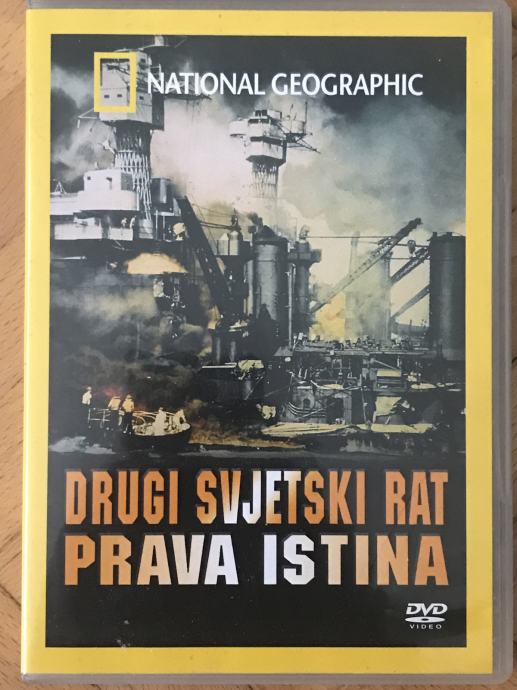 NATIONAL GEOGRAPHIC
DRUGI SVJETSKI RAT
PRAVA ISTINA
DVD
VIDEO